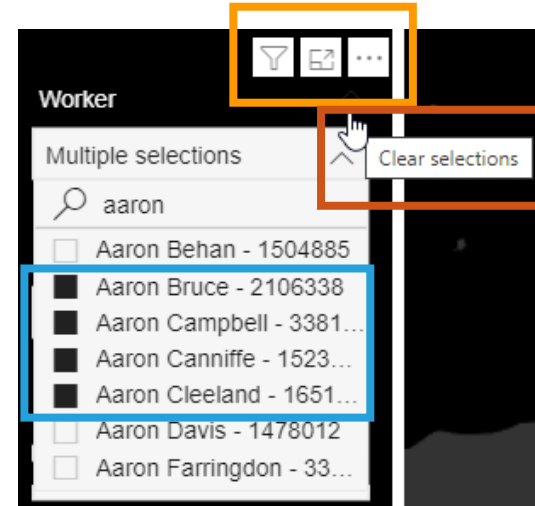 Worker
Multiple selections
Clear selections
aaron
Aaron Behan - 1504885
Aaron Bruce - 2106338
Aaron Campbell - 3381...
Aaron Canniffe - 1523...
Aaron Cleeland - 1651...
Aaron Davis - 1478012
Aaron Farringdon - 33...